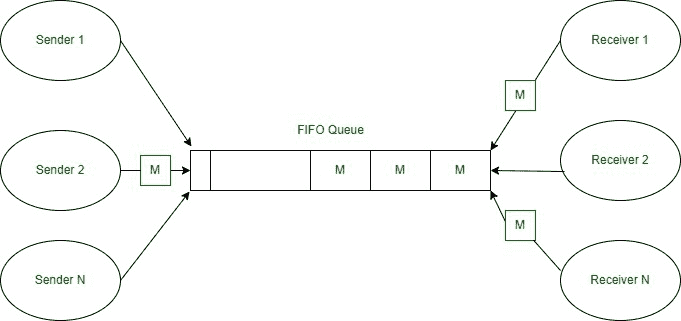 Sender 1
Receiver 1
M
FIFO Queue
Sender 2
M
M
M
M
Receiver 2
M
Sender N
Receiver N